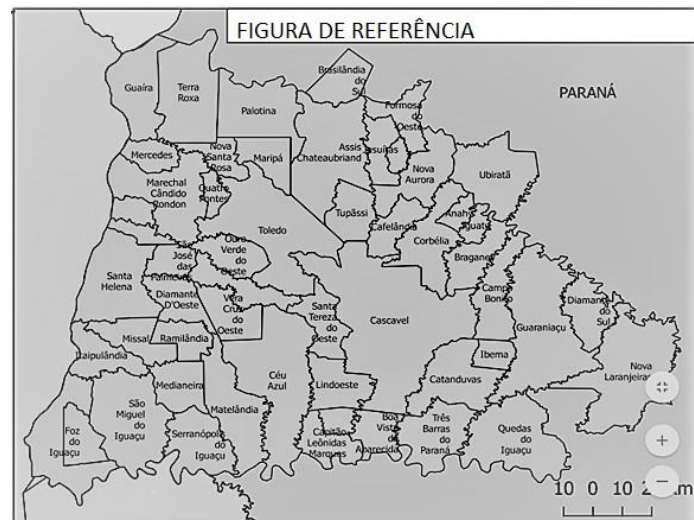 FIGURA DE REFERÊNCIA
Brasilândia
do
Sul
PARANÁ
Guaíra
Terra
Roxa
Palotina
Formosa
do
Oeste
Assis
Chateaubriand
Jesuítas
Nova
Aurora
Ubiratã
Mercedes
Nova
Santa
Rosa
Maripá
Marechal
Cândido
Rondon
Quatro
Pontes
Tupãssi
Cafelândia
Anahy
Iguatu
Corbélia
Toledo
Ouro
Verde
do
Oeste
São
José
das
Palmeiras
Braganey
Santa
Helena
Diamante
D'Oeste
Vera
Cruz
do
Oeste
Santa
Tereza
do
Oeste
Cascavel
Campo
Bonito
Guaraniaçu
Diamante
do
Sul
Missal
Ramilândia
Itaipulândia
Ibema
Nova
Laranjeiras
Medianeira
Céu
Azul
Lindoeste
Catanduvas
São
Miguel
do
Iguaçu
Matelândia
Foz
do
Iguaçu
Serranópolis
do
Iguaçu
Capitão
Leônidas
Marques
Boa
Vista
da
Aparecida
Três
Barras
do
Paraná
Quedas
do
Iguaçu
+
−
10 0 10 2